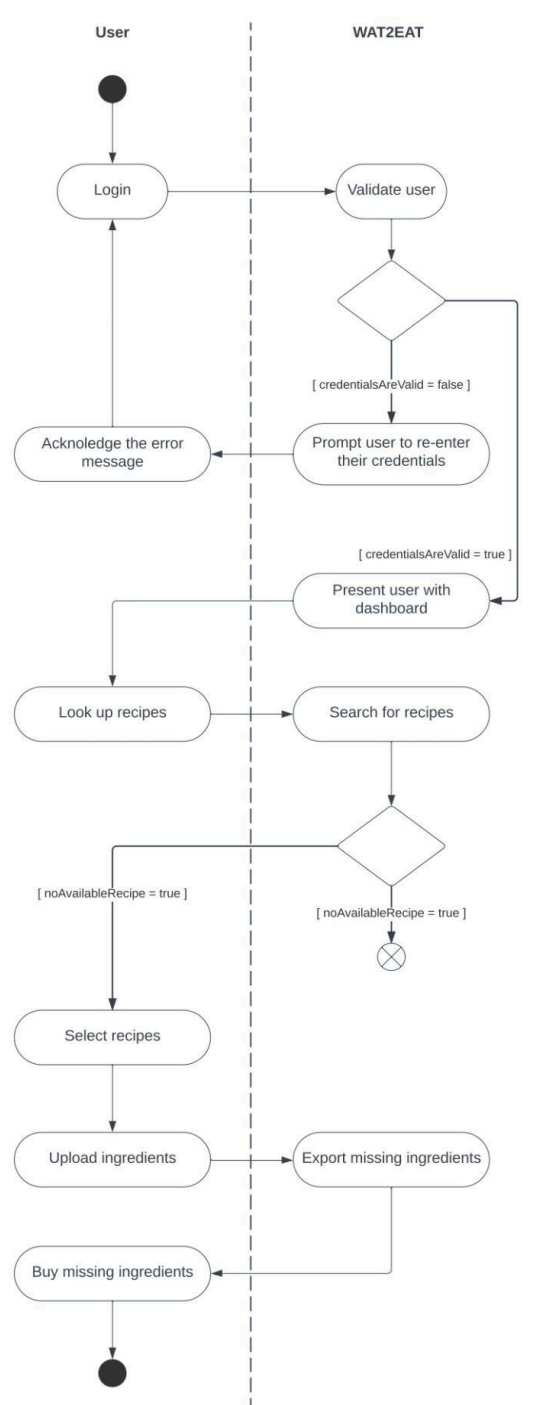 User
WAT2EAT
Login
Validate user
[ credentialsAreValid = false ]
Acknoledge the error
message
Prompt user to re-enter
their credentials
[ credentialsAreValid = true ]
Present user with
dashboard
Look up recipes
Search for recipes
[ noAvailableRecipe = true ]
[ noAvailableRecipe = true ]
Select recipes
Upload ingredients
Export missing ingredients
Buy missing ingredients